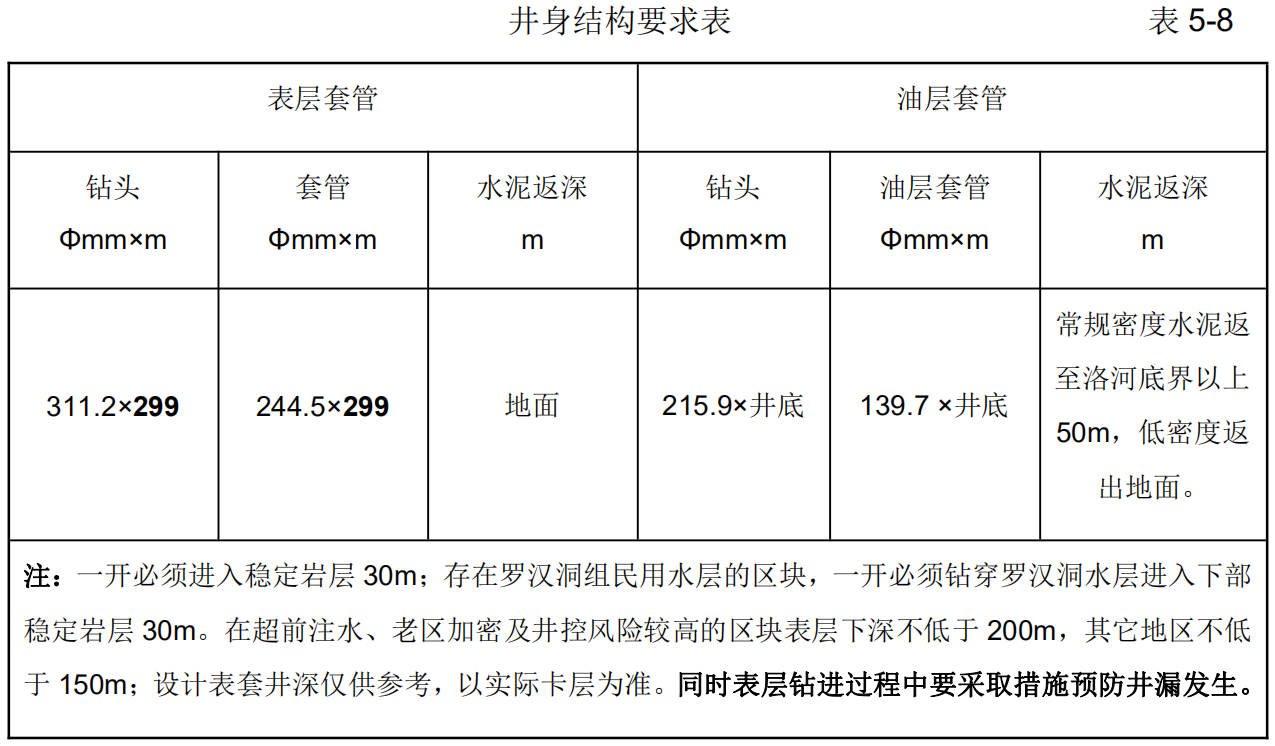 井身结构要求表 表 5-8
表层套管 油层套管
钻头 套管 水泥返深 钻头 油层套管 水泥返深
Φmm×m Φmm×m m Φmm×m Φmm×m m
311.2×299 244.5×299 地面 215.9×井底 139.7 ×井底
常规密度水泥返
至洛河底界以上
50m，低密度返
出地面。
注：一开必须进入稳定岩层 30m；存在罗汉洞组民用水层的区块，一开必须钻穿罗汉洞水层进入下部
稳定岩层 30m。在超前注水、老区加密及井控风险较高的区块表层下深不低于 200m，其它地区不低
于 150m；设计表套井深仅供参考，以实际卡层为准。同时表层钻进过程中要采取措施预防井漏发生。